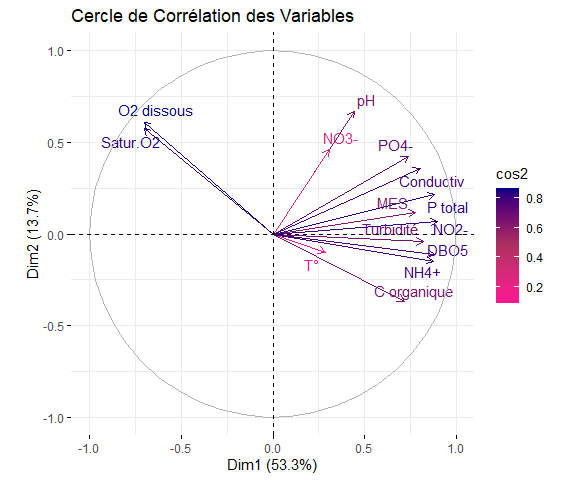 Cercle de Corrélation des Variables
1.0
0.5
0.0
-0.5
-1.0
Dim2 (13.7%)
O2 dissous
Satur.O2
pH
NO3-
PO4-
Conductiv
MES
P total
Turbidité
NO2-
DBO5
T°
NH4+
C organique
-1.0
-0.5
0.0
0.5
1.0
Dim1 (53.3%)
cos2
0.8
0.6
0.4
0.2